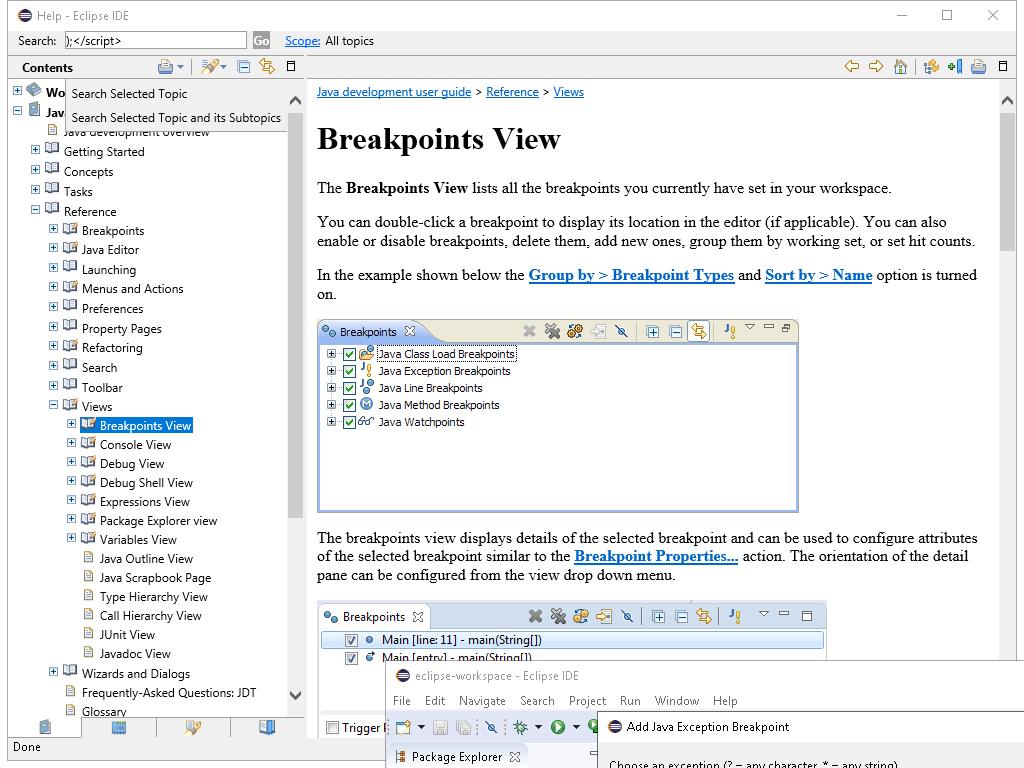 Help - Eclipse IDE
Search: );</script> Go Scope: All topics
Contents
Search Selected Topic
Search Selected Topic and its Subtopics
Wo
Jav
Java development overview
Getting Started
Concepts
Tasks
Reference
Breakpoints
Java Editor
Launching
Menus and Actions
Preferences
Property Pages
Refactoring
Search
Toolbar
Views
Breakpoints View
Console View
Debug View
Debug Shell View
Expressions View
Package Explorer view
Variables View
Java Outline View
Java Scrapbook Page
Type Hierarchy View
Call Hierarchy View
JUnit View
Javadoc View
Wizards and Dialogs
Frequently-Asked Questions: JDT
Glossary
Done
Java development user guide > Reference > Views
Breakpoints View
The Breakpoints View lists all the breakpoints you currently have set in your workspace.
You can double-click a breakpoint to display its location in the editor (if applicable). You can also
enable or disable breakpoints, delete them, add new ones, group them by working set, or set hit counts.
In the example shown below the Group by > Breakpoint Types and Sort by > Name option is turned
on.
Breakpoints
Java Class Load Breakpoints
Java Exception Breakpoints
Java Line Breakpoints
Java Method Breakpoints
Java Watchpoints
The breakpoints view displays details of the selected breakpoint and can be used to configure attributes
of the selected breakpoint similar to the Breakpoint Properties... action. The orientation of the detail
pane can be configured from the view drop down menu.
Breakpoints
Main [line: 11] - main(String[])
Main [entry] - main(String[])
Trigger
eclipse-workspace - Eclipse IDE
File Edit Navigate Search Project Run Window Help
Package Explorer
Add Java Exception Breakpoint
Choose an exception (? = any character, * = any string)